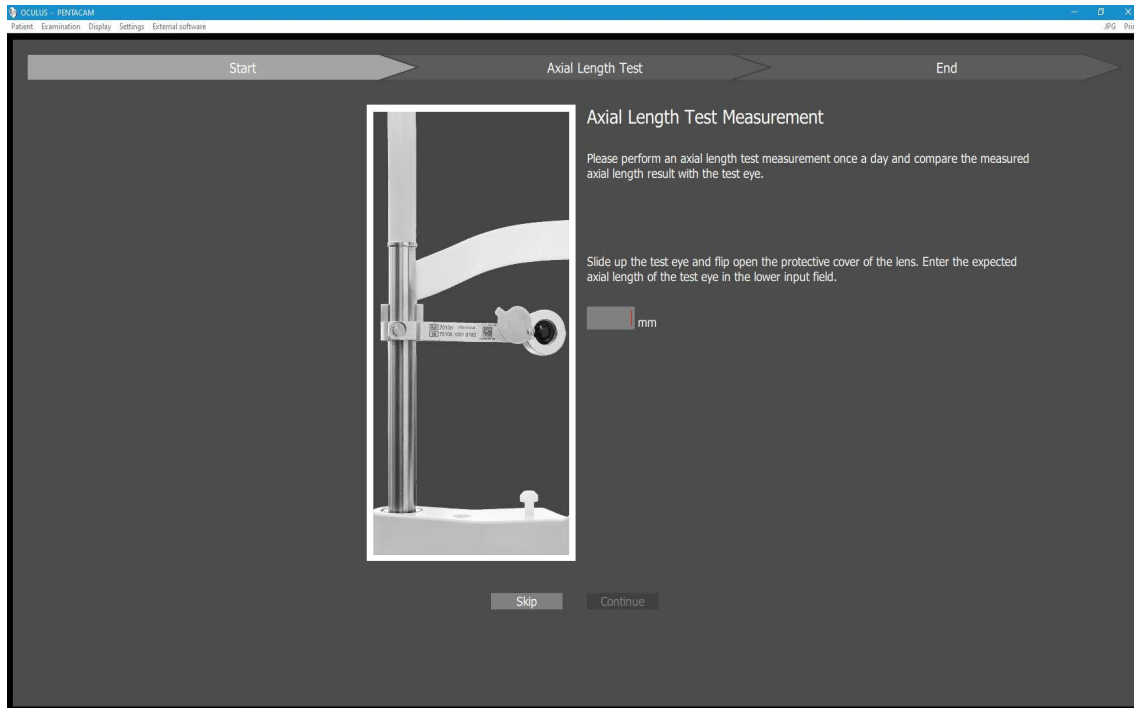 OCULUS - PENTACAM
Patient Examination Display Settings External software JPG
Start Axial Length Test End
Axial Length Test Measurement
Please perform an axial length test measurement once a day and compare the measured
axial length result with the test eye.
Slide up the test eye and flip open the protective cover of the lens. Enter the expected
axial length of the test eye in the lower input field.
mm
Skip Continue